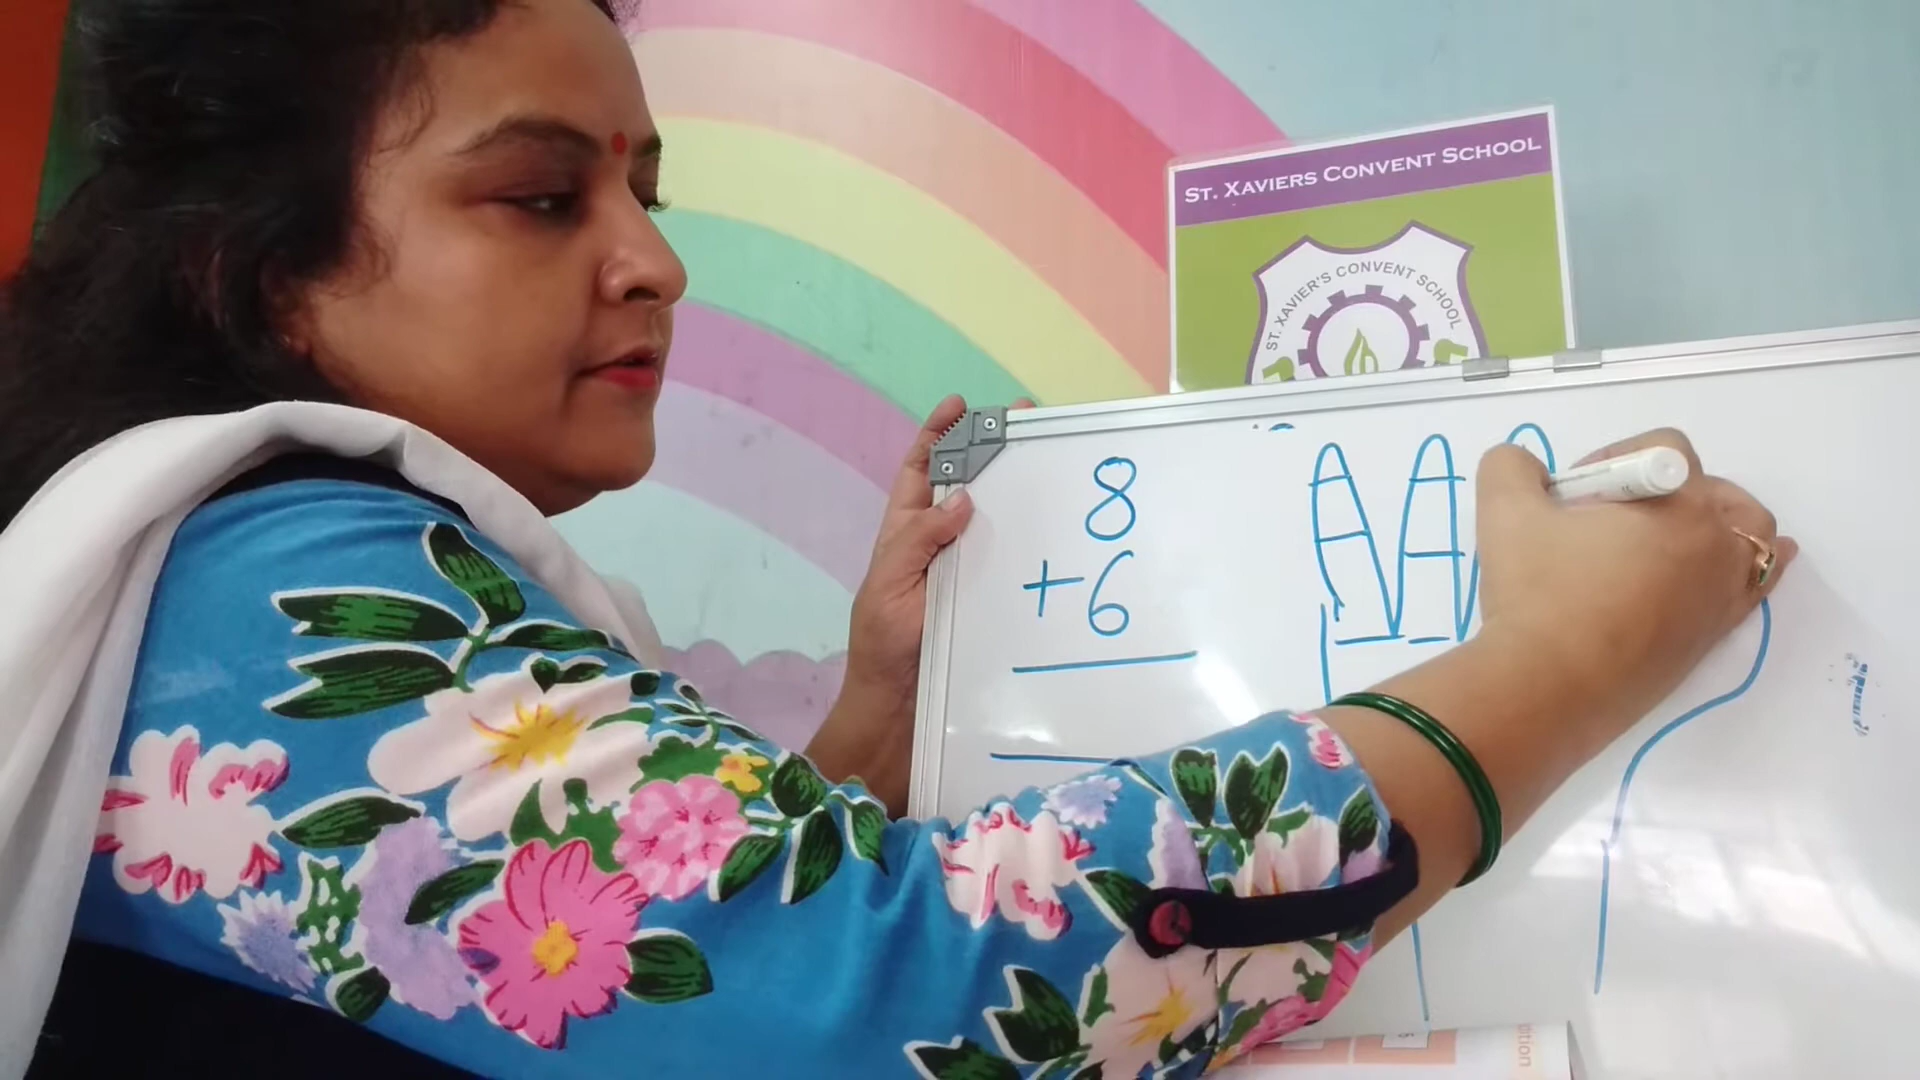 ST. XAVIERS CONVENT SCHOOL
ST. XAVIER'S CONVENT SCHOOL
8
+6